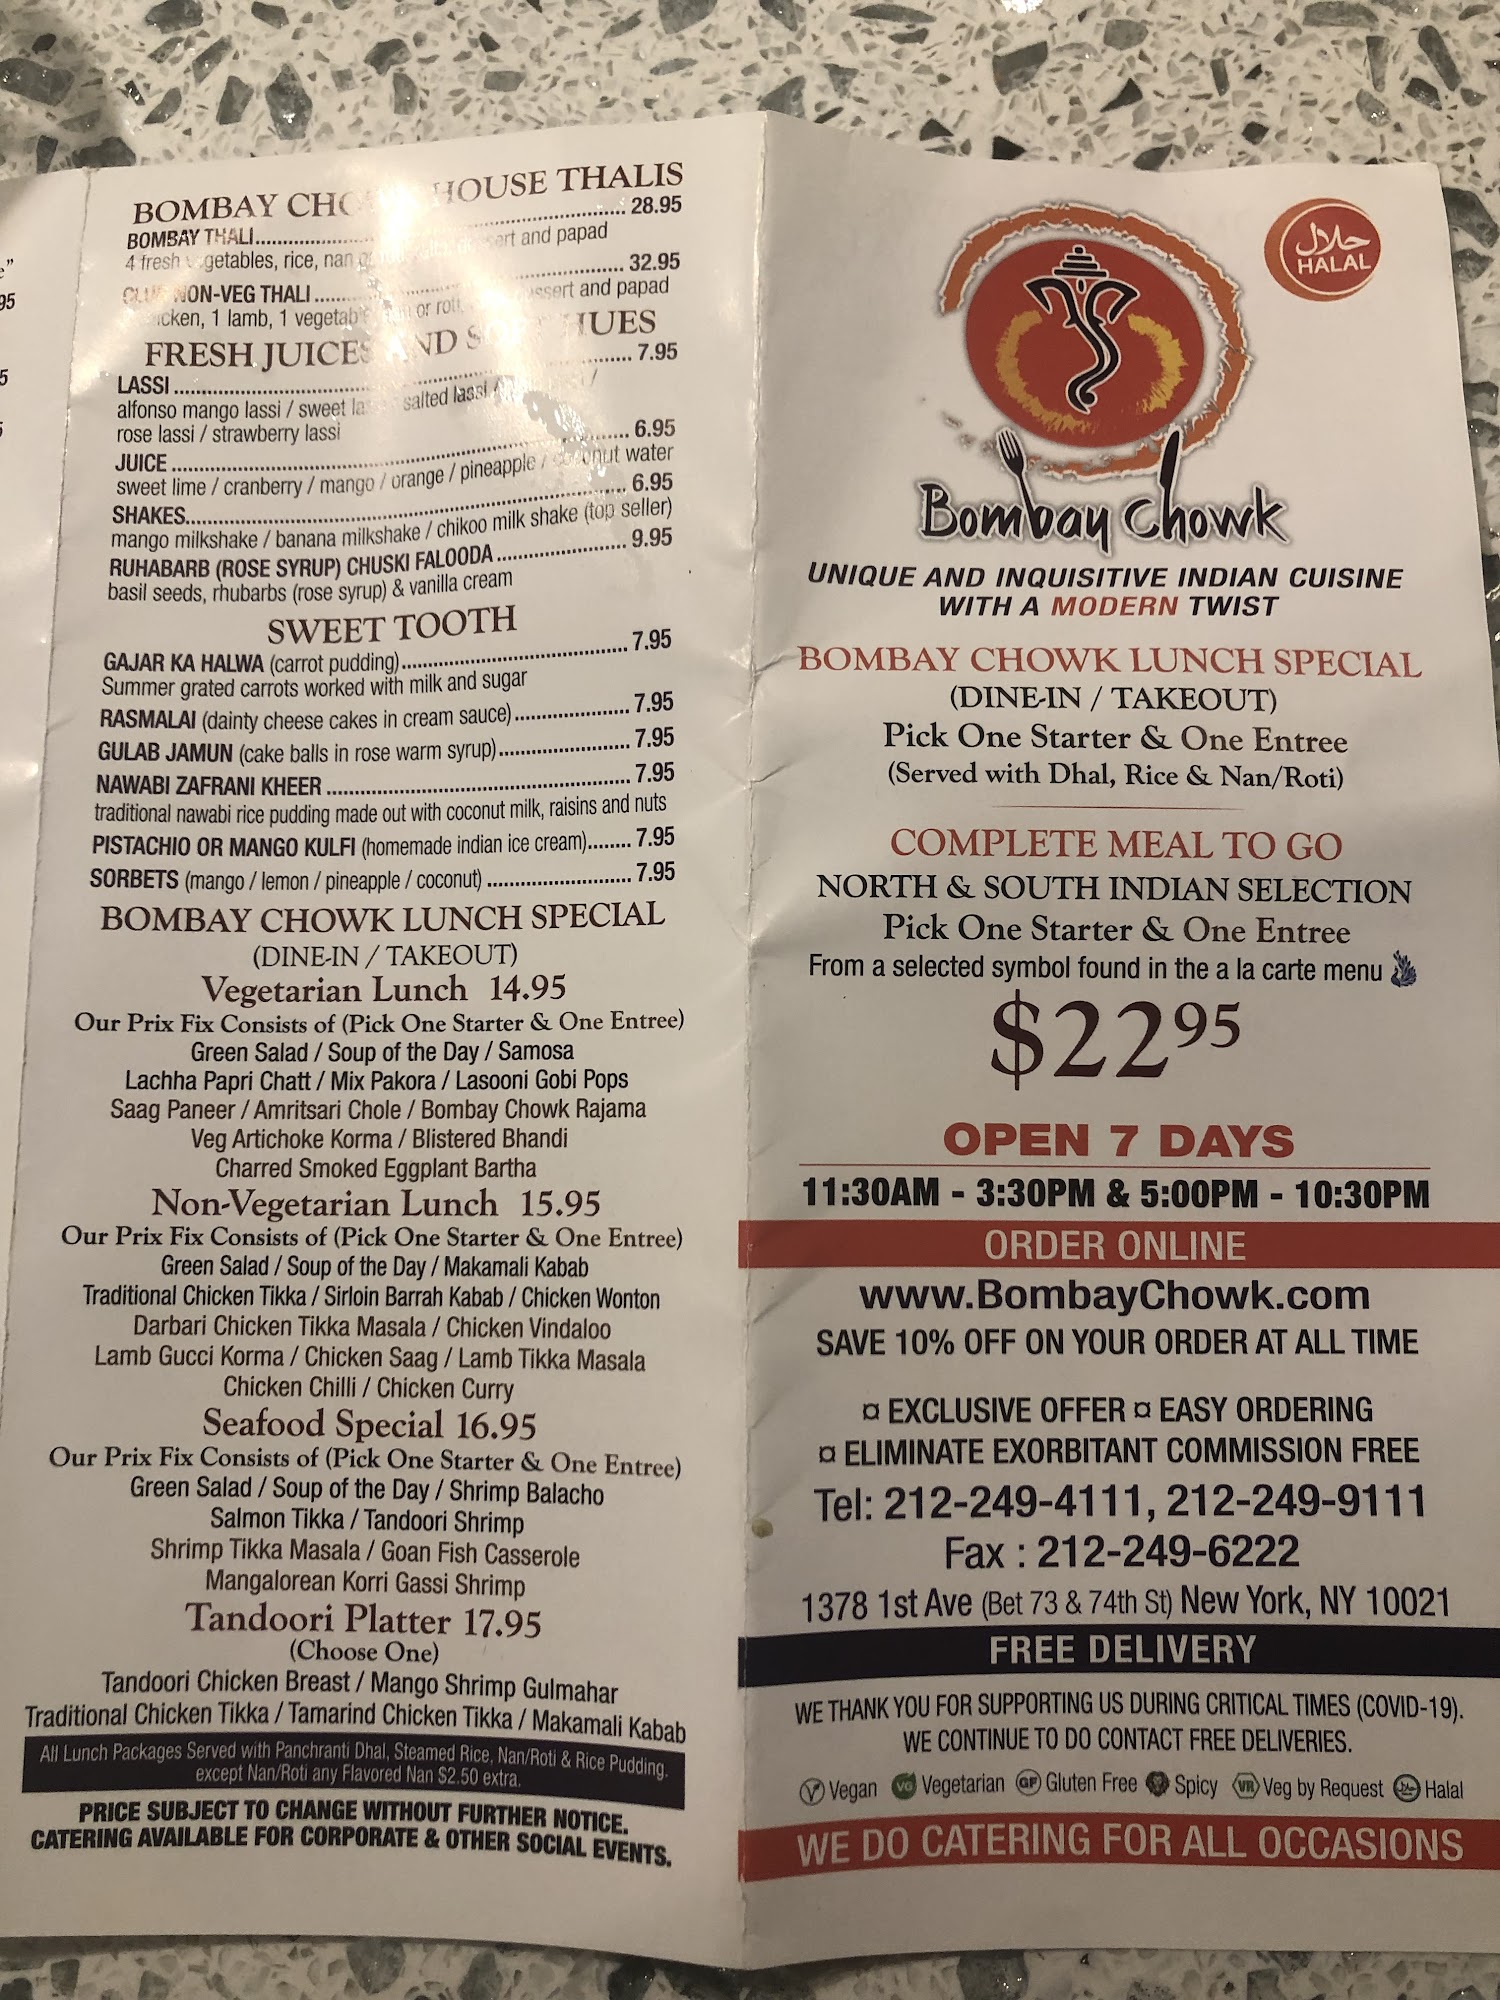 e”
95
5
BOMBAY CHO HOUSE THALIS
BOMBAY THALI.......................... 28.95
4 fresh getables, rice, nan ert and papad
NON-VEG THALI.......................... 32.95
icken, 1 lamb, 1 vegetab or roti, ssert and papad
FRESH JUICES AND HUES
LASSI.......................... 7.95
alfonso mango lassi / sweet la salted lassi /
rose lassi / strawberry lassi
JUICE.......................... 6.95
sweet lime / cranberry / mango / orange / pineapple / coconut water
SHAKES.......................... 6.95
mango milkshake / banana milkshake / chikoo milk shake (top seller)
RUHABARB (ROSE SYRUP) CHUSKI FALOODA.................. 9.95
basil seeds, rhubarbs (rose syrup) & vanilla cream
SWEET TOOTH
GAJAR KA HALWA (carrot pudding).......................... 7.95
Summer grated carrots worked with milk and sugar
RASMALAI (dainty cheese cakes in cream sauce).................. 7.95
GULAB JAMUN (cake balls in rose warm syrup).................... 7.95
NAWABI ZAFRANI KHEER.......................... 7.95
traditional nawabi rice pudding made out with coconut milk, raisins and nuts
PISTACHIO OR MANGO KULFI (homemade indian ice cream)........ 7.95
SORBETS (mango / lemon / pineapple / coconut)...................... 7.95
BOMBAY CHOWK LUNCH SPECIAL
(DINE-IN / TAKEOUT)
Vegetarian Lunch 14.95
Our Prix Fix Consists of (Pick One Starter & One Entree)
Green Salad / Soup of the Day / Samosa
Lachha Papri Chatt / Mix Pakora / Lasooni Gobi Pops
Saag Paneer / Amritsari Chole / Bombay Chowk Rajama
Veg Artichoke Korma / Blistered Bhandi
Charred Smoked Eggplant Bartha
Non-Vegetarian Lunch 15.95
Our Prix Fix Consists of (Pick One Starter & One Entree)
Green Salad / Soup of the Day / Makamali Kabab
Traditional Chicken Tikka / Sirloin Barrah Kabab / Chicken Wonton
Darbari Chicken Tikka Masala / Chicken Vindaloo
Lamb Gucci Korma / Chicken Saag / Lamb Tikka Masala
Chicken Chilli / Chicken Curry
Seafood Special 16.95
Our Prix Fix Consists of (Pick One Starter & One Entree)
Green Salad / Soup of the Day / Shrimp Balacho
Salmon Tikka / Tandoori Shrimp
Shrimp Tikka Masala / Goan Fish Casserole
Mangalorean Korri Gassi Shrimp
Tandoori Platter 17.95
(Choose One)
Tandoori Chicken Breast / Mango Shrimp Gulmahar
Traditional Chicken Tikka / Tamarind Chicken Tikka / Makamali Kabab
All Lunch Packages Served with Panchranti Dhal, Steamed Rice, Nan/Roti & Rice Pudding.
except Nan/Roti any Flavored Nan $2.50 extra.
PRICE SUBJECT TO CHANGE WITHOUT FURTHER NOTICE.
CATERING AVAILABLE FOR CORPORATE & OTHER SOCIAL EVENTS.
حلال
HALAL
Bombay Chowk
UNIQUE AND INQUISITIVE INDIAN CUISINE
WITH A MODERN TWIST
BOMBAY CHOWK LUNCH SPECIAL
(DINE-IN / TAKEOUT)
Pick One Starter & One Entree
(Served with Dhal, Rice & Nan/Roti)
COMPLETE MEAL TO GO
NORTH & SOUTH INDIAN SELECTION
Pick One Starter & One Entree
From a selected symbol found in the a la carte menu
$22 95
OPEN 7 DAYS
11:30AM - 3:30PM & 5:00PM - 10:30PM
ORDER ONLINE
www.BombayChowk.com
SAVE 10% OFF ON YOUR ORDER AT ALL TIME
¤ EXCLUSIVE OFFER ¤ EASY ORDERING
¤ ELIMINATE EXORBITANT COMMISSION FREE
Tel: 212-249-4111, 212-249-9111
Fax : 212-249-6222
1378 1st Ave (Bet 73 & 74th St) New York, NY 10021
FREE DELIVERY
WE THANK YOU FOR SUPPORTING US DURING CRITICAL TIMES (COVID-19).
WE CONTINUE TO DO CONTACT FREE DELIVERIES.
V Vegan VG Vegetarian GF Gluten Free Spicy VR Veg by Request Halal
WE DO CATERING FOR ALL OCCASIONS